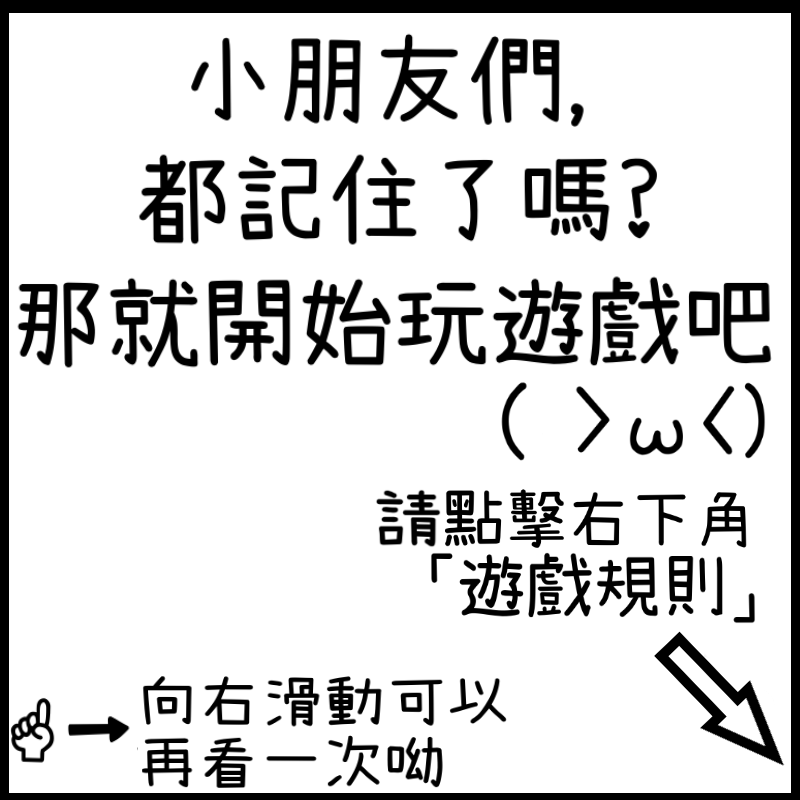 小朋友們,
都記住了嗎?
那就開始玩遊戲吧
( >ω<)
請點擊右下角
「遊戲規則」
向右滑動可以
再看一次呦